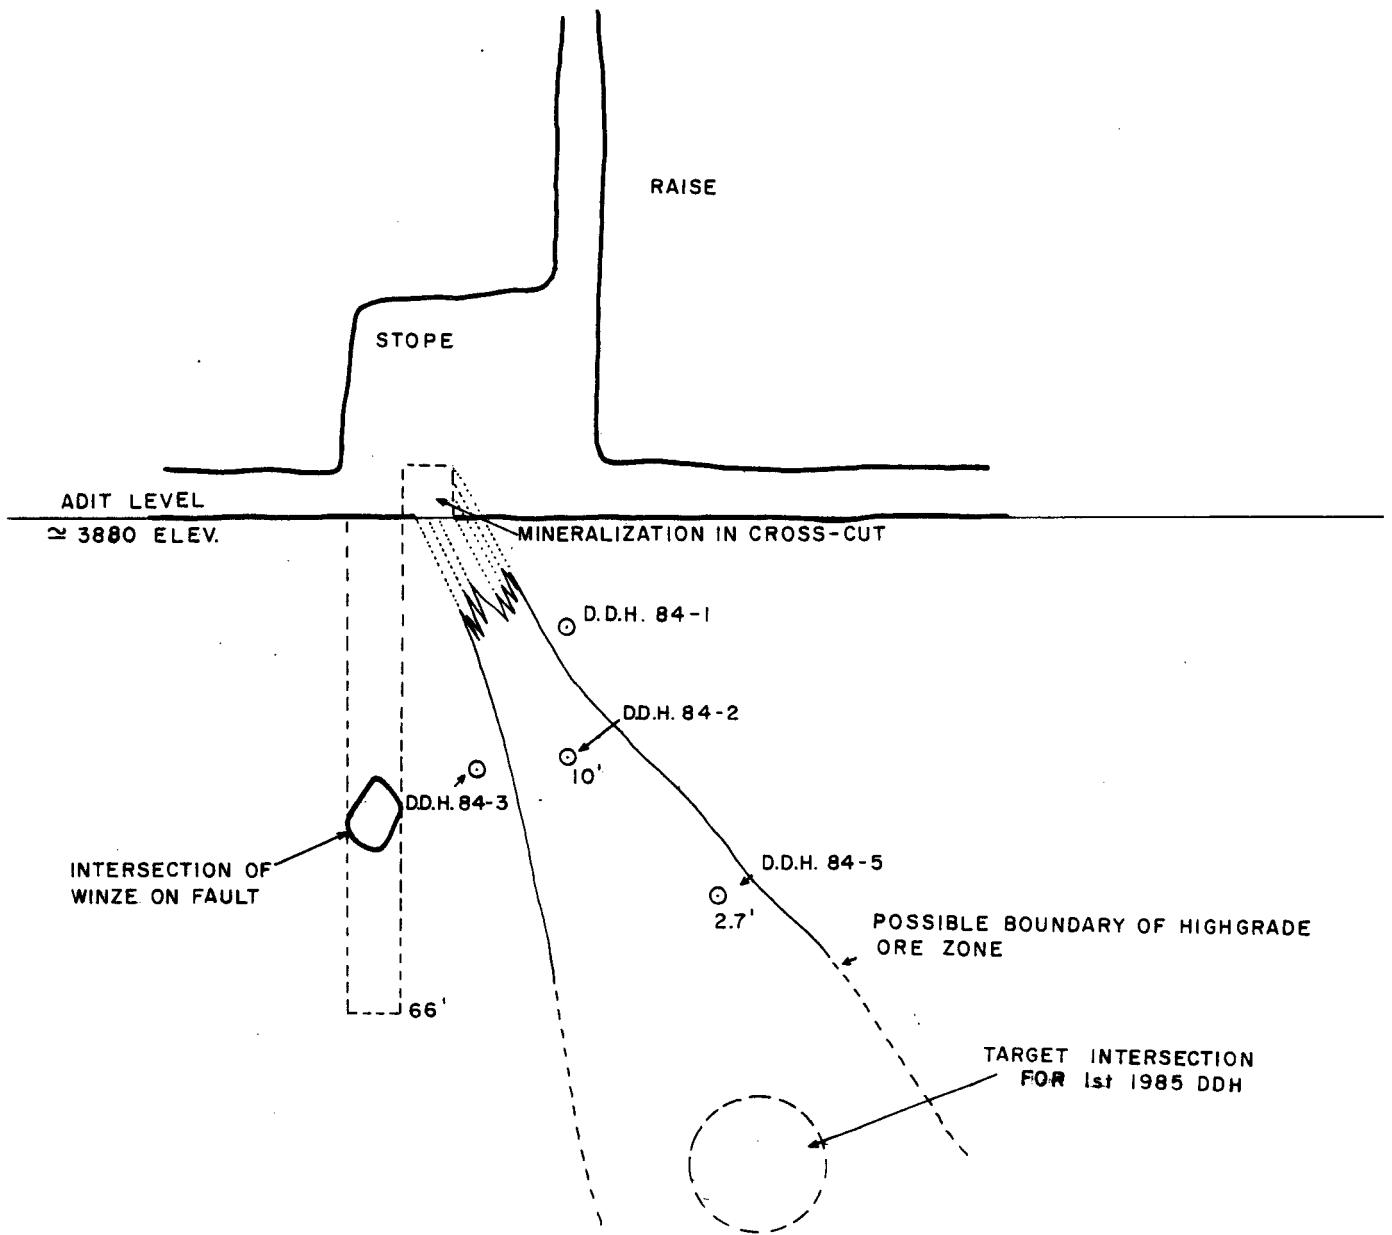 RAISE
STOPE
ADIT LEVEL
≃ 3880 ELEV.
MINERALIZATION IN CROSS-CUT
D.D.H. 84-1
D.D.H. 84-2
10'
D.D.H. 84-3
INTERSECTION OF
WINZE ON FAULT
D.D.H. 84-5
2.7'
POSSIBLE BOUNDARY OF HIGHGRADE
ORE ZONE
66'
TARGET INTERSECTION
FOR 1st 1985 DDH